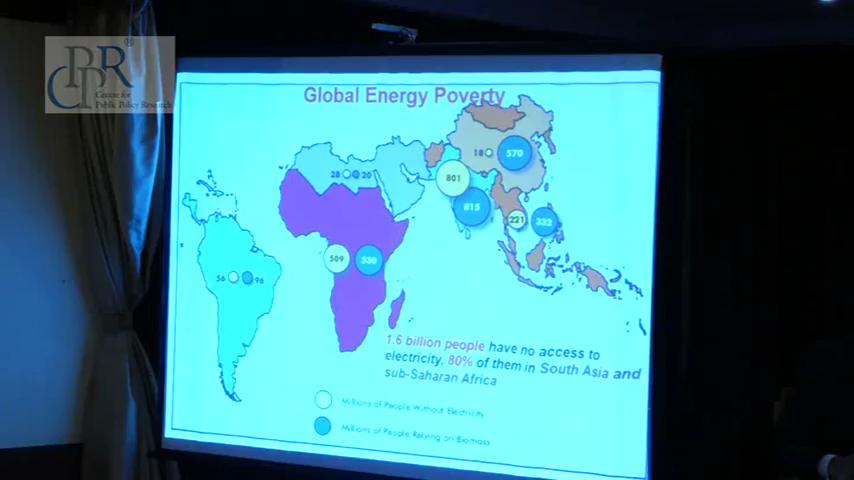 CPPR
®
Centre for
Public Policy Research
Global Energy Poverty
18
570
28
20
801
815
221
332
509
530
56
96
1.6 billion people have no access to
electricity, 80% of them in South Asia and
sub-Saharan Africa
Millions of People Without Electricity
Millions of People Relying on Biomass